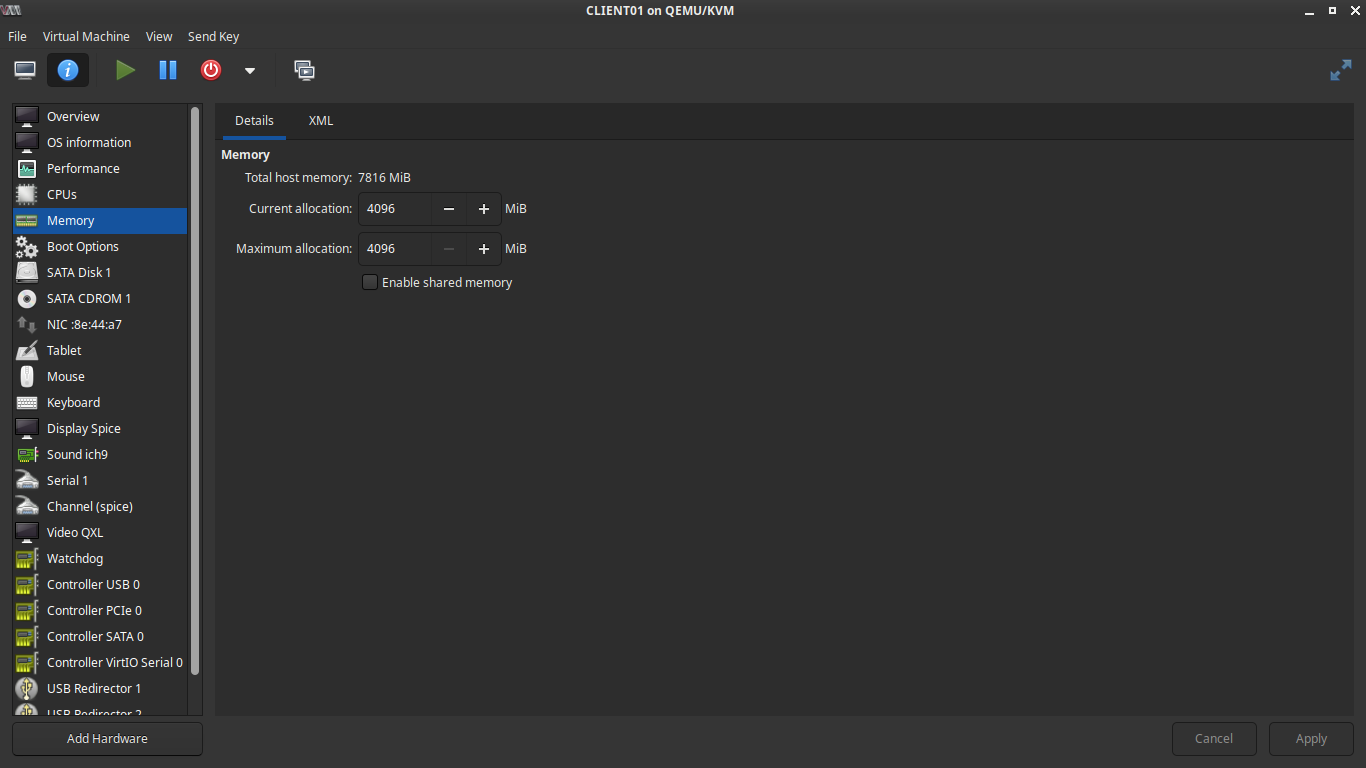 CLIENT01 on QEMU/KVM
File Virtual Machine View Send Key
Overview
OS information
Performance
CPUs
Memory
Boot Options
SATA Disk 1
SATA CDROM 1
NIC :8e:44:a7
Tablet
Mouse
Keyboard
Display Spice
Sound ich9
Serial 1
Channel (spice)
Video QXL
Watchdog
Controller USB 0
Controller PCIe 0
Controller SATA 0
Controller VirtIO Serial 0
USB Redirector 1
USB Redirector 2
Add Hardware
Details XML
Memory
Total host memory: 7816 MiB
Current allocation: 4096 − + MiB
Maximum allocation: 4096 − + MiB
Enable shared memory
Cancel Apply